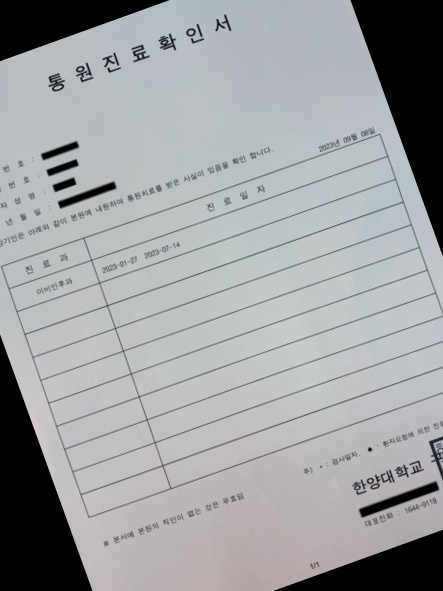 통원진료확인서
번 호 :
번 호 :
자 성 명 :
년 월 일 :
상기인은 아래와 같이 본원에 내원하여 통원치료를 받은 사실이 있음을 확인 합니다.
2023년 09월 08일
진 료 과 진 료 일 자
이비인후과 2023-01-27 2023-07-14
주) * : 검사일자, ● : 환자요청에 의한 진료
※ 본서에 본원의 직인이 없는 것은 무효임
한양대학교
대표전화 : 1644-9118
1/1